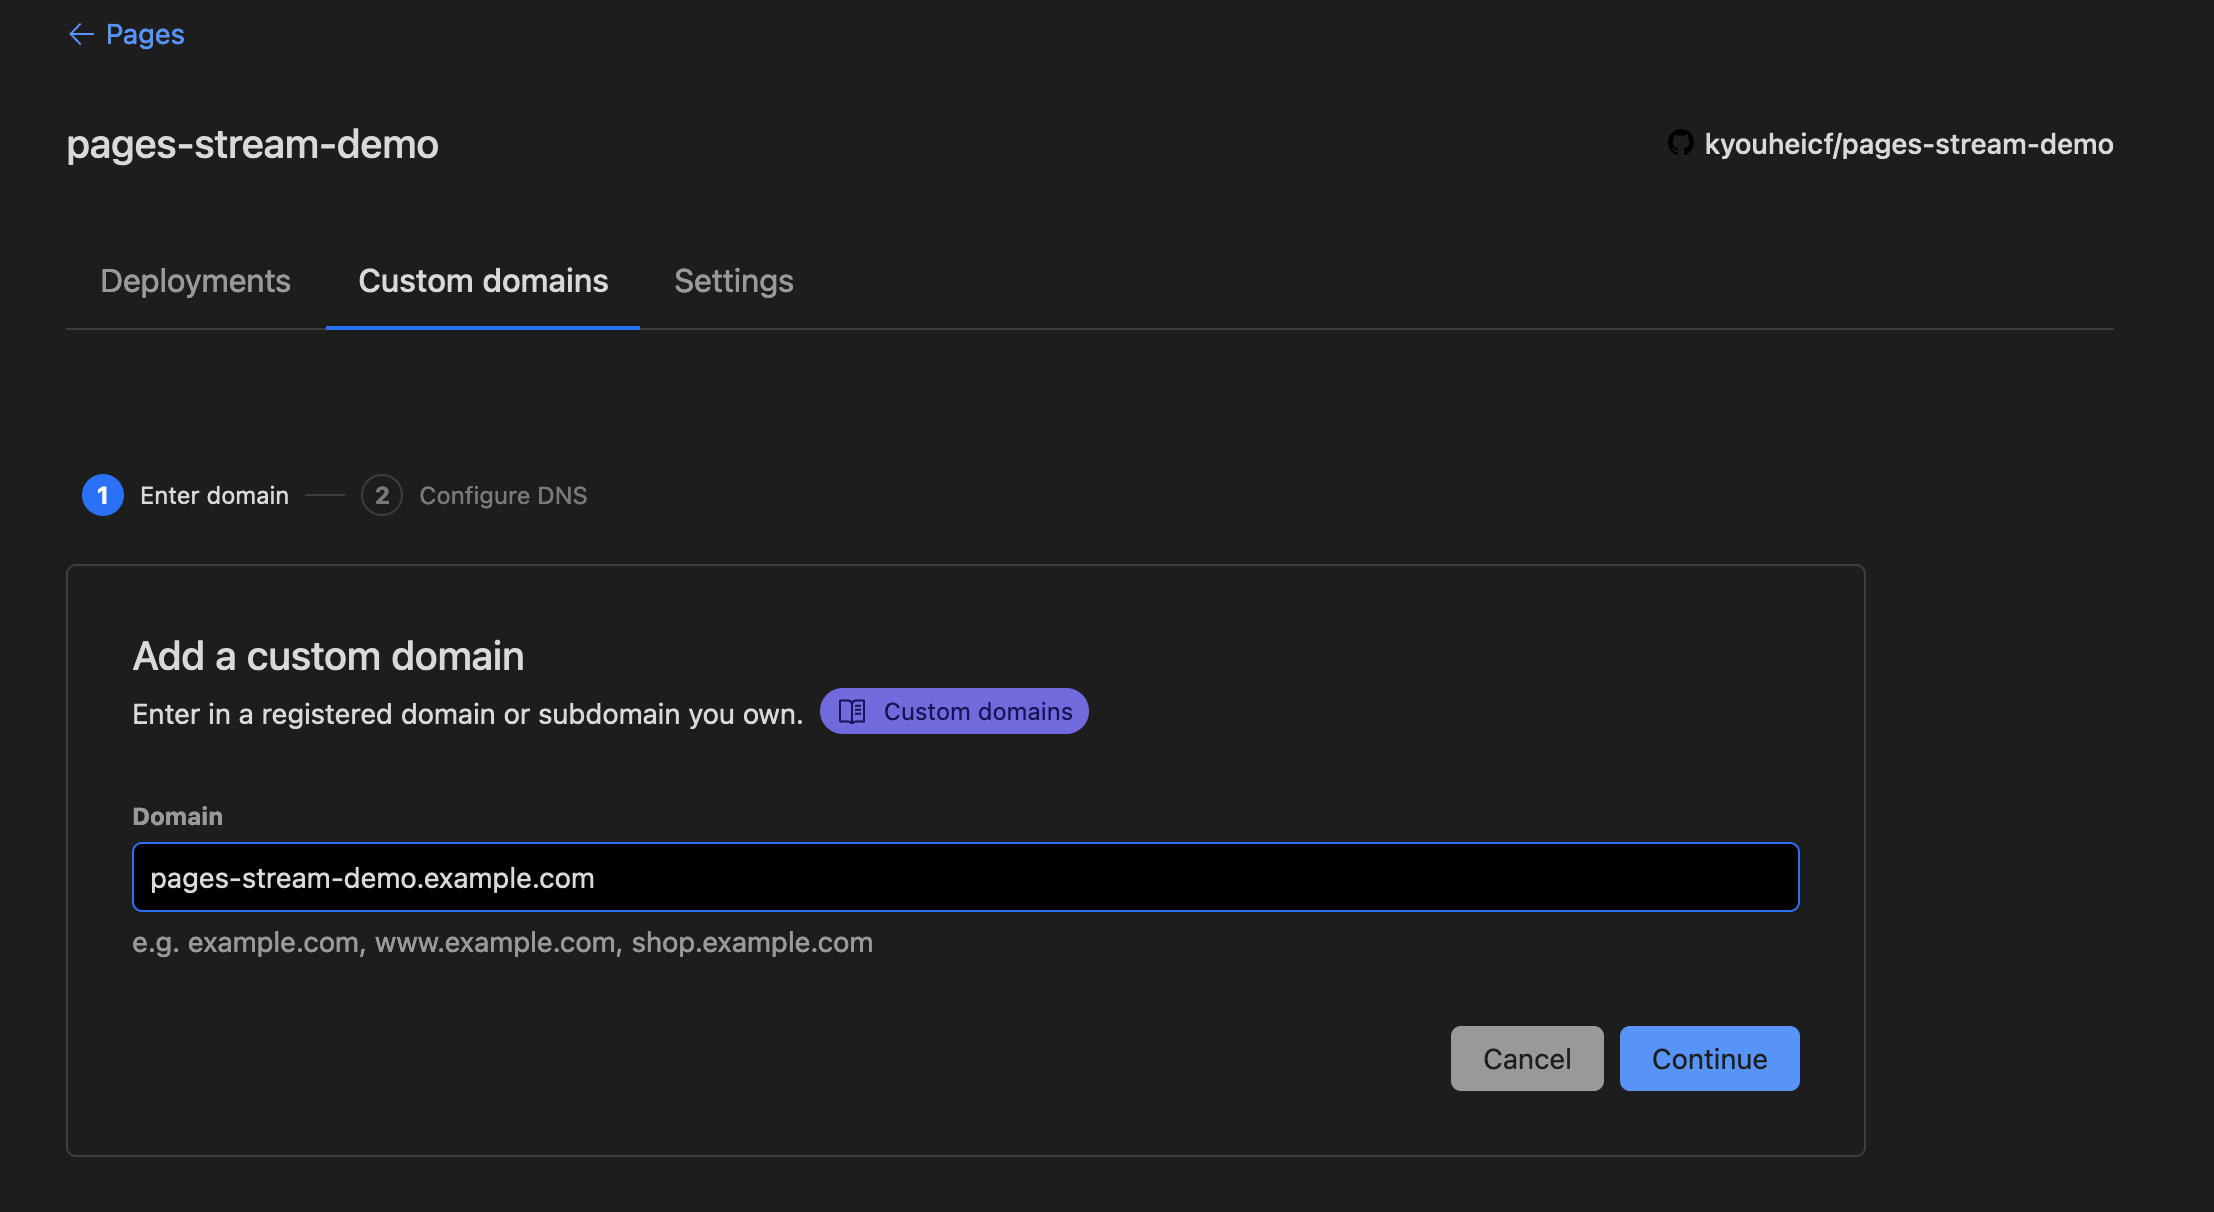 ← Pages
pages-stream-demo
kyouheicf/pages-stream-demo
Deployments Custom domains Settings
1 Enter domain 2 Configure DNS
Add a custom domain
Enter in a registered domain or subdomain you own. Custom domains
Domain
pages-stream-demo.example.com
e.g. example.com, www.example.com, shop.example.com
Cancel Continue